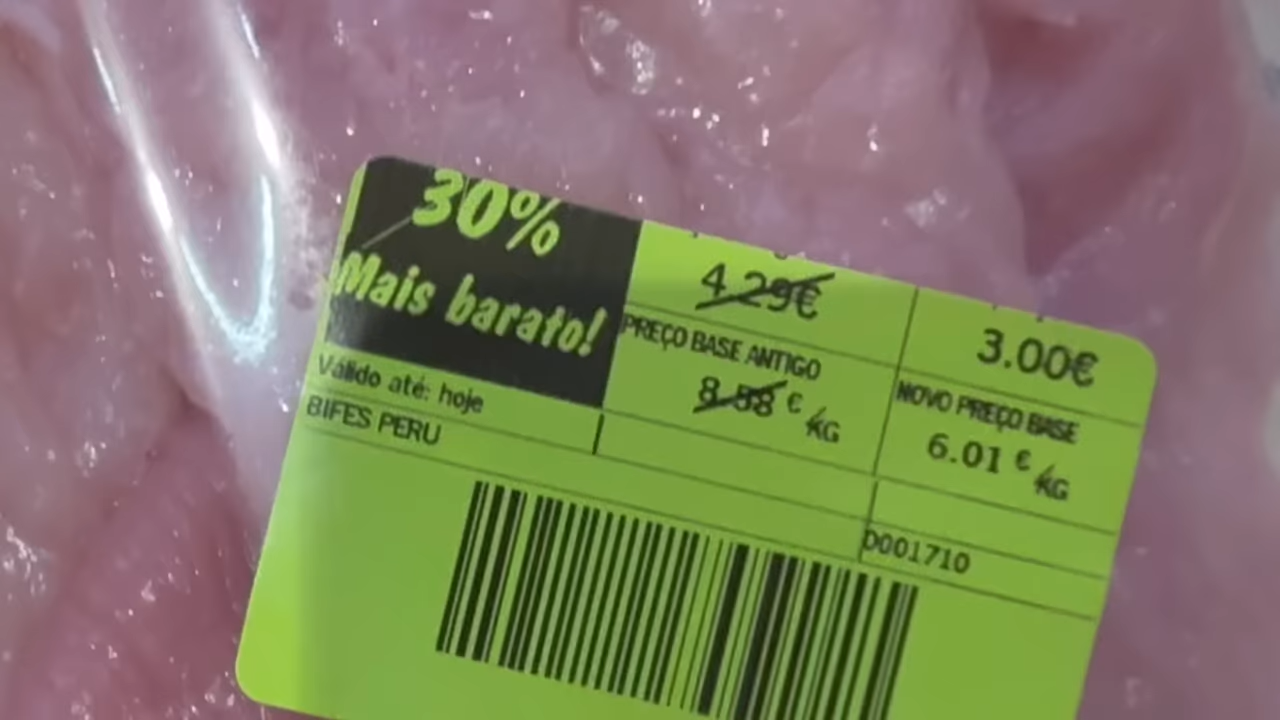 30%
Mais barato!
4.29€
3.00€
PREÇO BASE ANTIGO
NOVO PREÇO BASE
8.58 € KG
6.01 € KG
Válido até: hoje
BIFES PERU
D001710